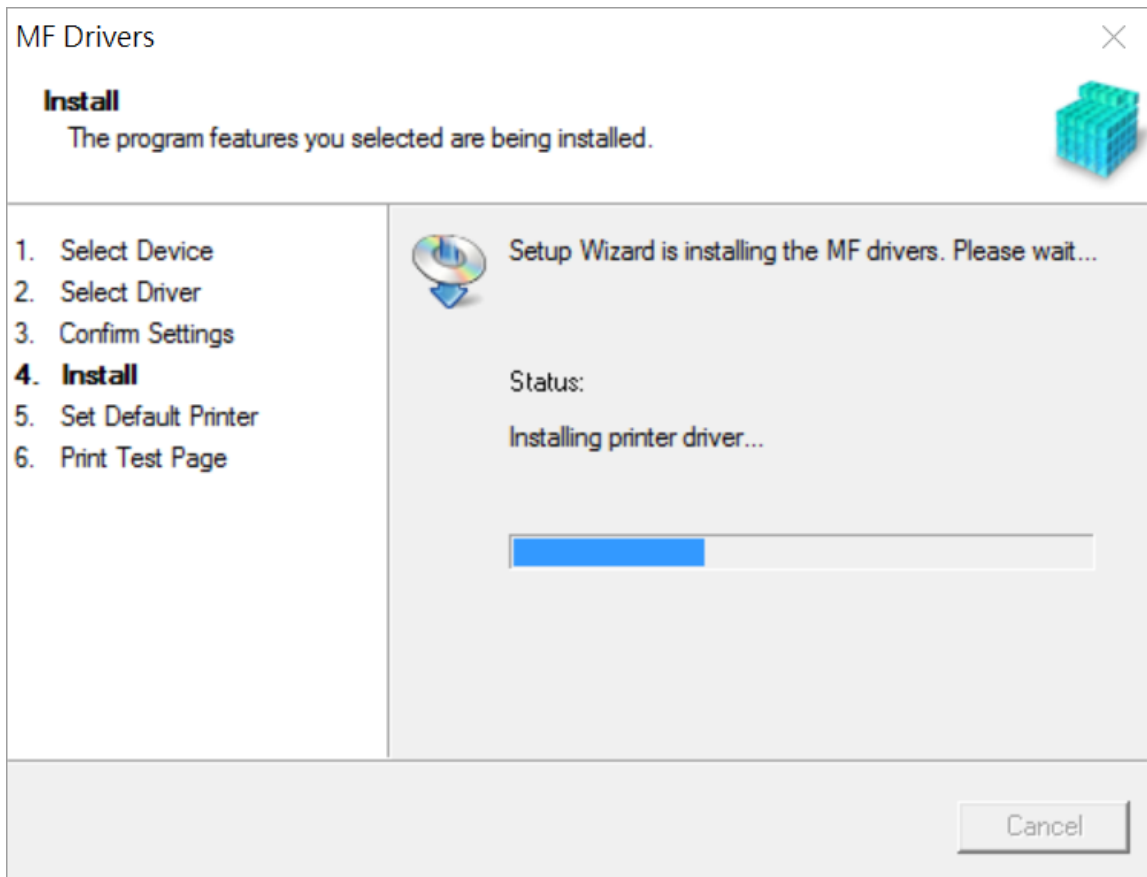 MF Drivers
Install
The program features you selected are being installed.
1. Select Device
2. Select Driver
3. Confirm Settings
4. Install
5. Set Default Printer
6. Print Test Page
Setup Wizard is installing the MF drivers. Please wait...
Status:
Installing printer driver...
Cancel